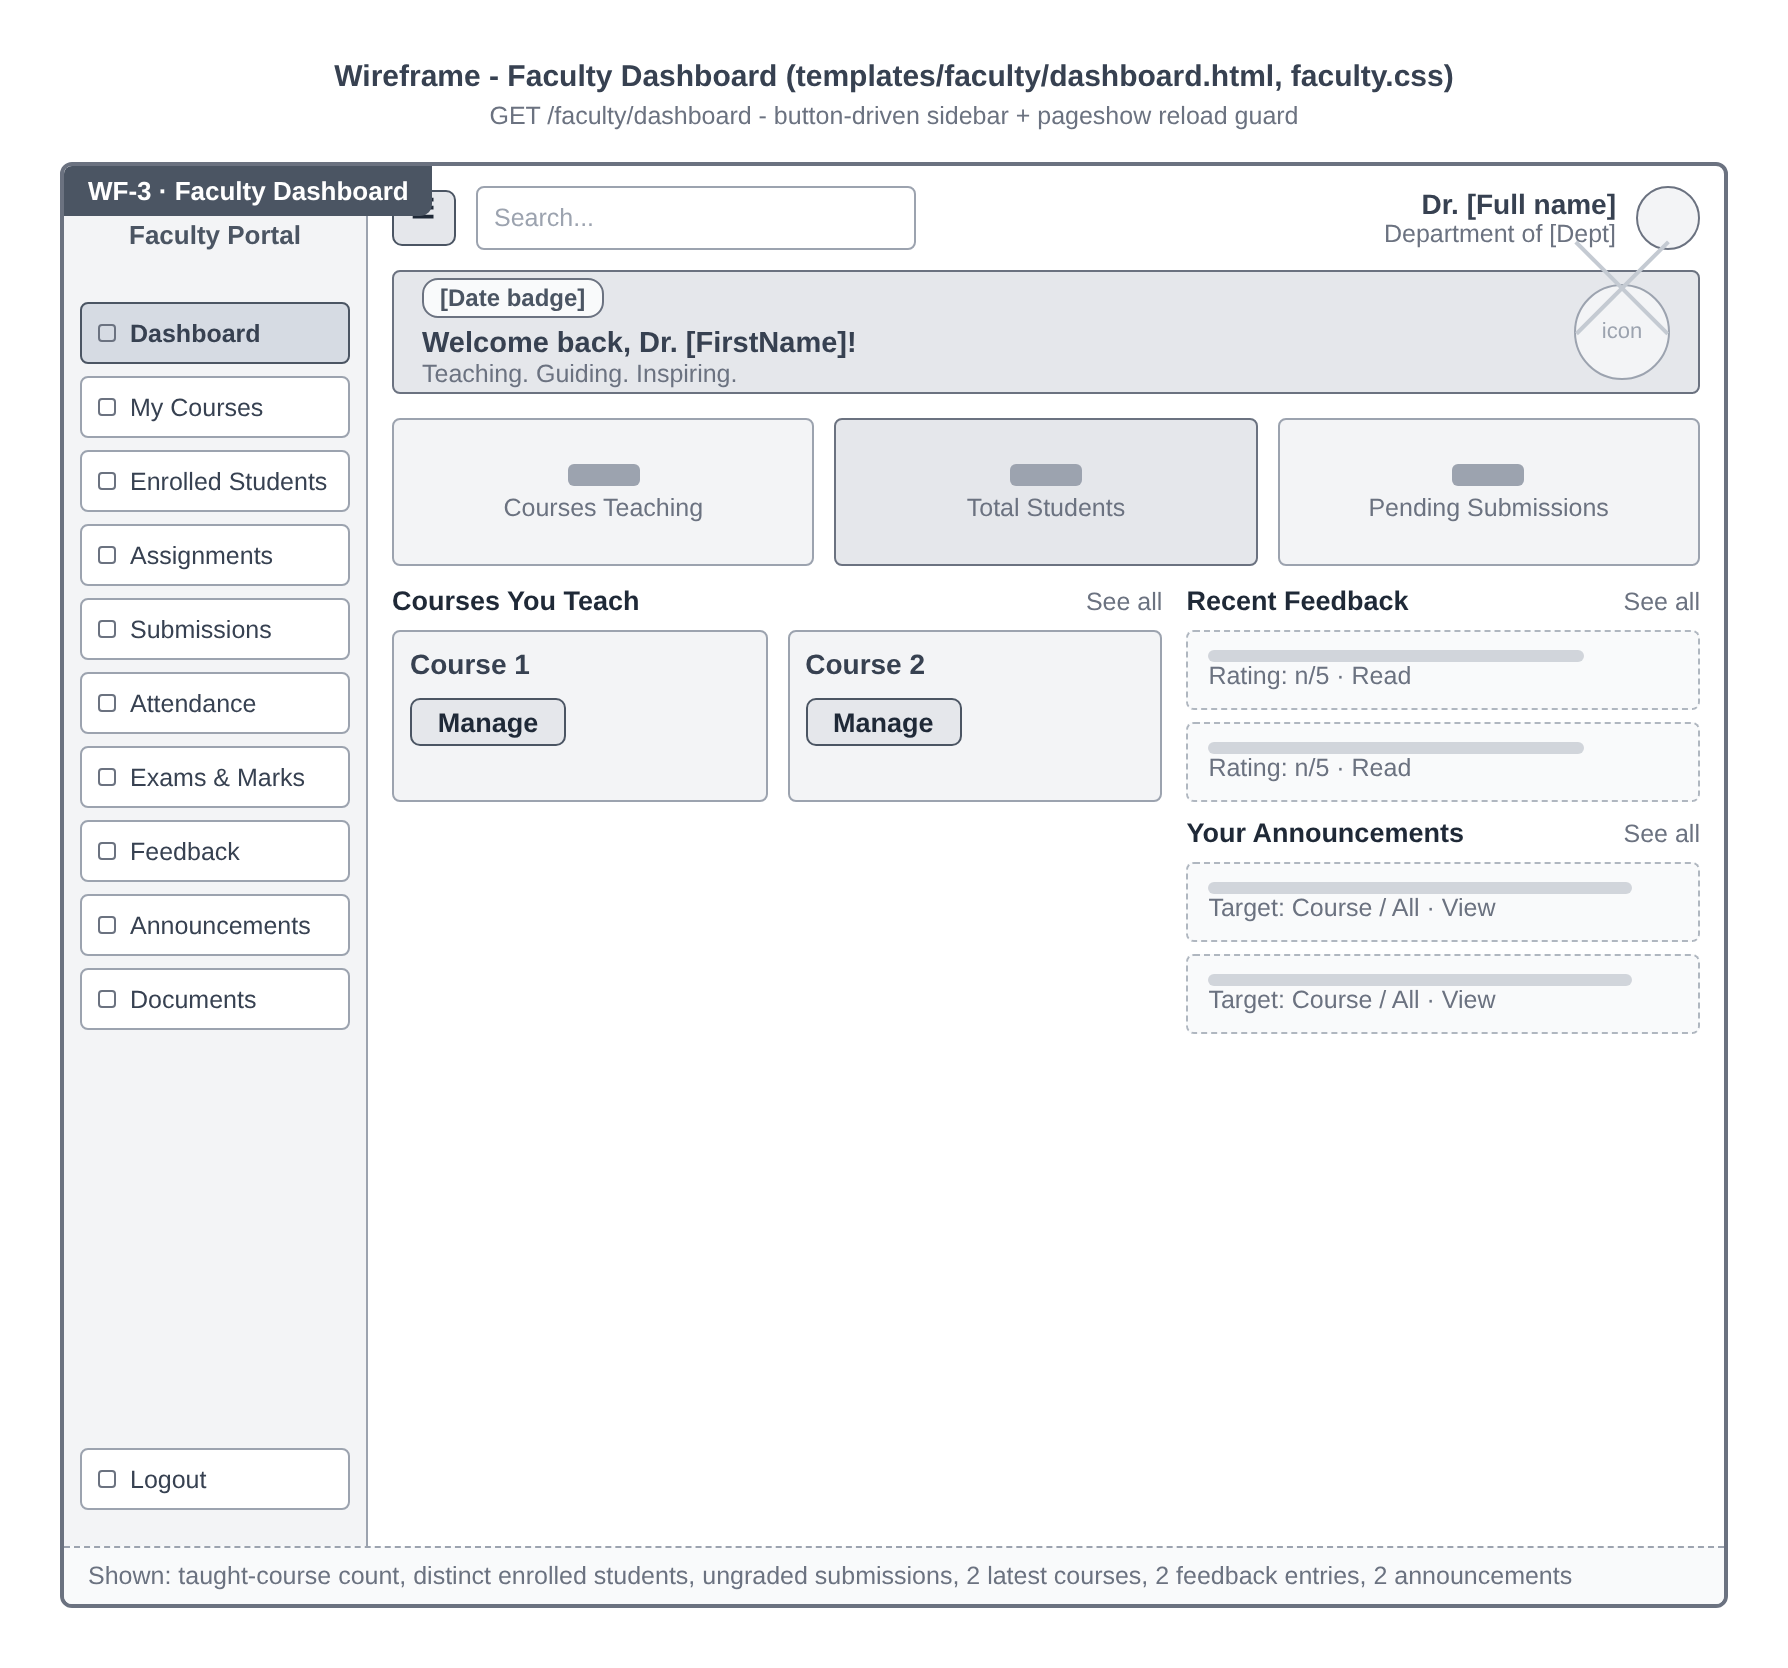 Wireframe - Faculty Dashboard (templates/faculty/dashboard.html, faculty.css)
GET /faculty/dashboard - button-driven sidebar + pageshow reload guard
WF-3 · Faculty Dashboard
Faculty Portal
Dashboard
My Courses
Enrolled Students
Assignments
Submissions
Attendance
Exams & Marks
Feedback
Announcements
Documents
Logout
Search...
Dr. [Full name]
Department of [Dept]
[Date badge]
Welcome back, Dr. [FirstName]!
Teaching. Guiding. Inspiring.
icon
Courses Teaching
Total Students
Pending Submissions
Courses You Teach
See all
Course 1
Manage
Course 2
Manage
Recent Feedback
See all
Rating: n/5 · Read
Rating: n/5 · Read
Your Announcements
See all
Target: Course / All · View
Target: Course / All · View
Shown: taught-course count, distinct enrolled students, ungraded submissions, 2 latest courses, 2 feedback entries, 2 announcements